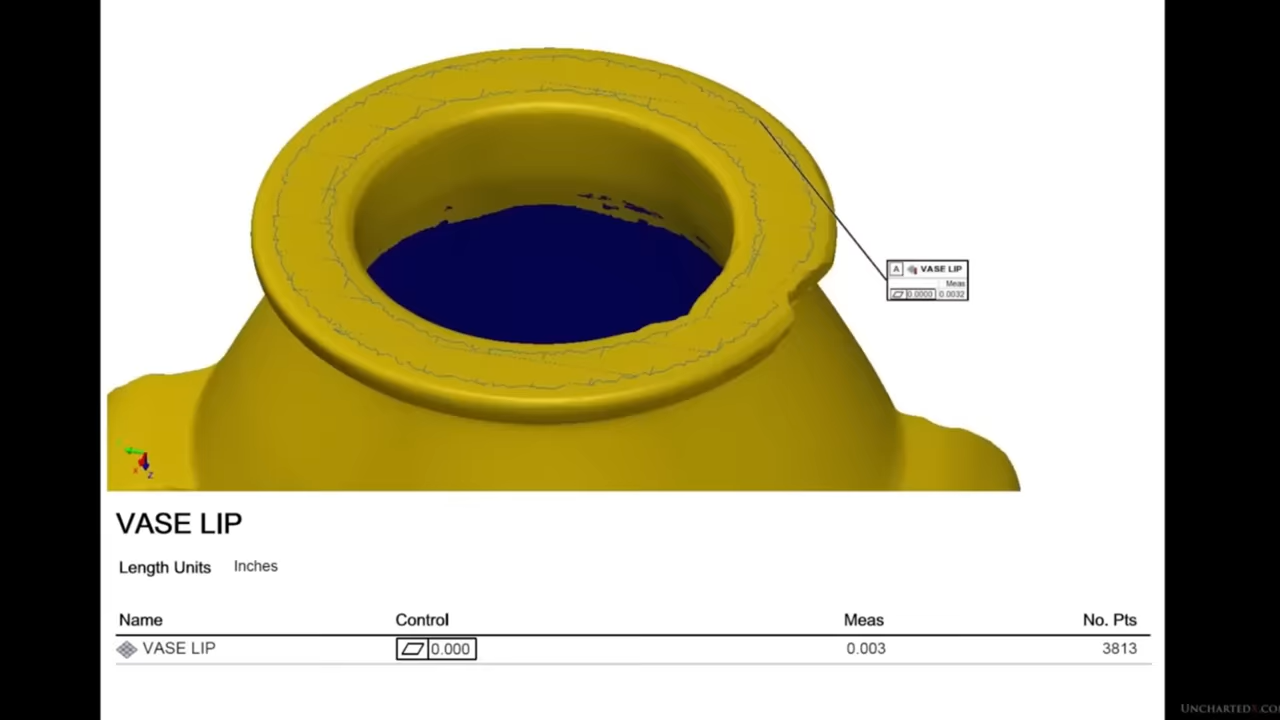 A VASE LIP
Meas
0.0000 0.0032
VASE LIP
Length Units Inches
Name Control Meas No. Pts
VASE LIP 0.000 0.003 3813
UNCHARTEDX.CO